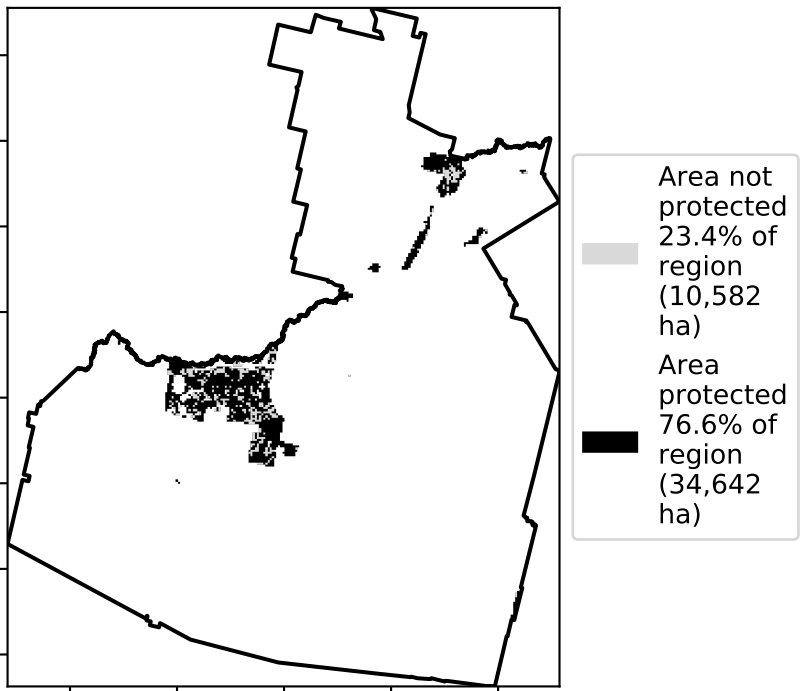 Area not
protected
23.4% of
region
(10,582
ha)
Area
protected
76.6% of
region
(34,642
ha)